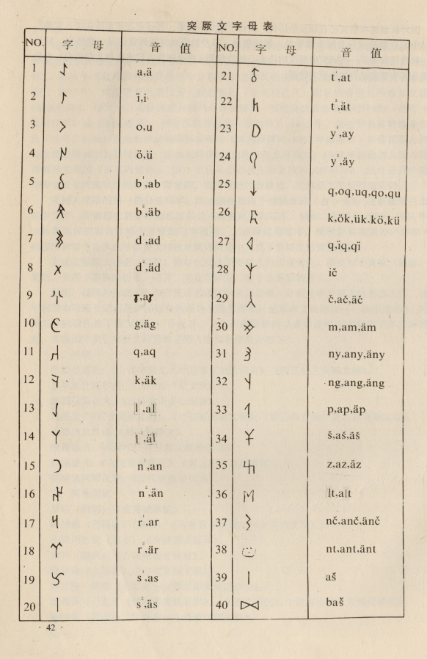 突厥文字母表
NO. 字母 音值 NO. 字母 音值
1 𐰀 a,ä 21 t¹,at
2 𐰃 ï,i 22 𐱅 t²,ät
3 𐰆 o,u 23 𐰖 y¹,ay
4 𐰇 ö,ü 24 𐰘 y²,äy
5 b¹,ab 25 q,oq,uq,qo,qu
6 𐰋 b²,äb 26 𐰚 k,ök,ük,kö,kü
7 d¹,ad 27 q,ïq,qï
8 𐰓 d²,äd 28 ič
9 ɤ,aɤ 29 𐰲 č,ač,äč
10 g,äg 30 𐰢 m,am,äm
11 q,aq 31 ny,any,äny
12 k,äk 32 ng,ang,äng
13 l¹,al 33 𐰯 p,ap,äp
14 l²,äl 34 š,aš,äš
15 𐰣 n¹,an 35 z,az,äz
16 n²,än 36 lt,alt
17 r¹,ar 37 nč,anč,änč
18 𐰼 r²,är 38 nt,ant,änt
19 s¹,as 39 aš
20 𐰽 s²,äs 40 𐱈 baš
· 42 ·